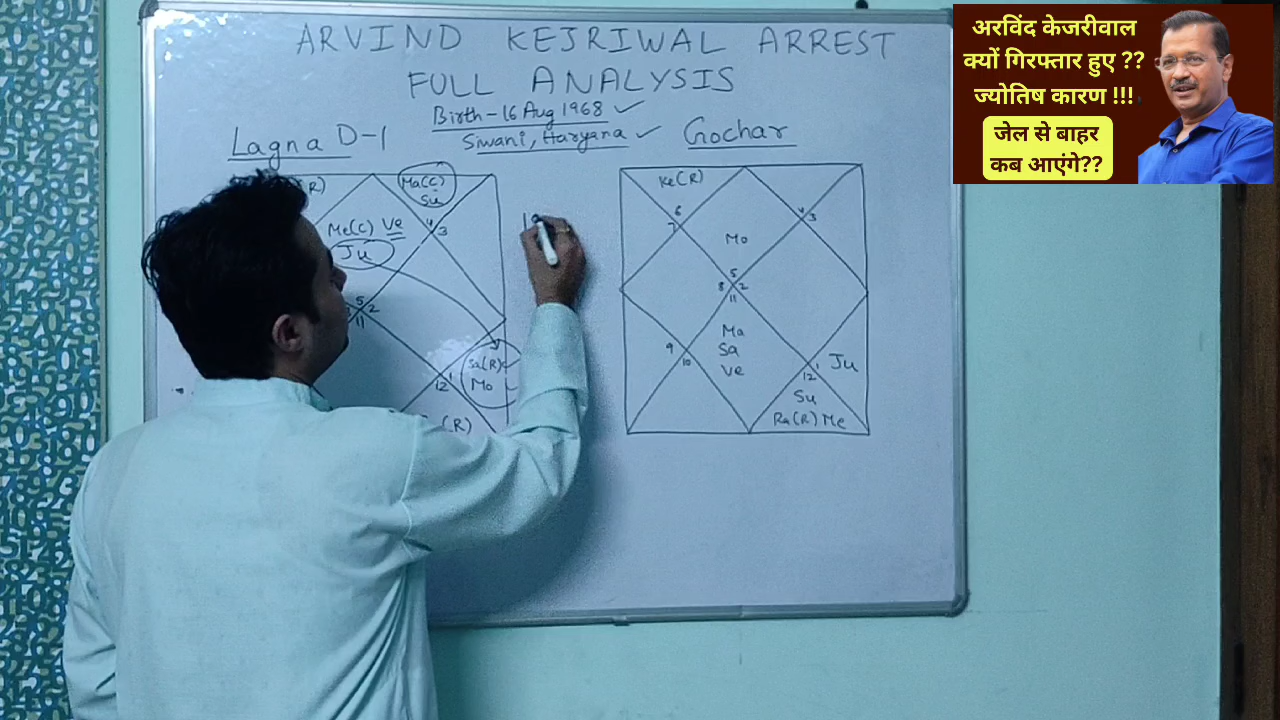 ARVIND KEJRIWAL ARREST
FULL ANALYSIS
Birth-16 Aug 1968 ✓
Siwani, Haryana ✓
Lagna D-1
R)
Me(C) Ve
Ju
Ma(C)
Su
4
3
5
2
11
Sa(R)
Mo
1
12
(R)
Gochar
Ke(R)
6
7
Mo
4
3
5
8
2
11
Ma
Sa
Ve
9
10
1
12
Ju
Su
Ra(R) Me
अरविंद केजरीवाल
क्यों गिरफ्तार हुए ??
ज्योतिष कारण !!!
जेल से बाहर
कब आएंगे??